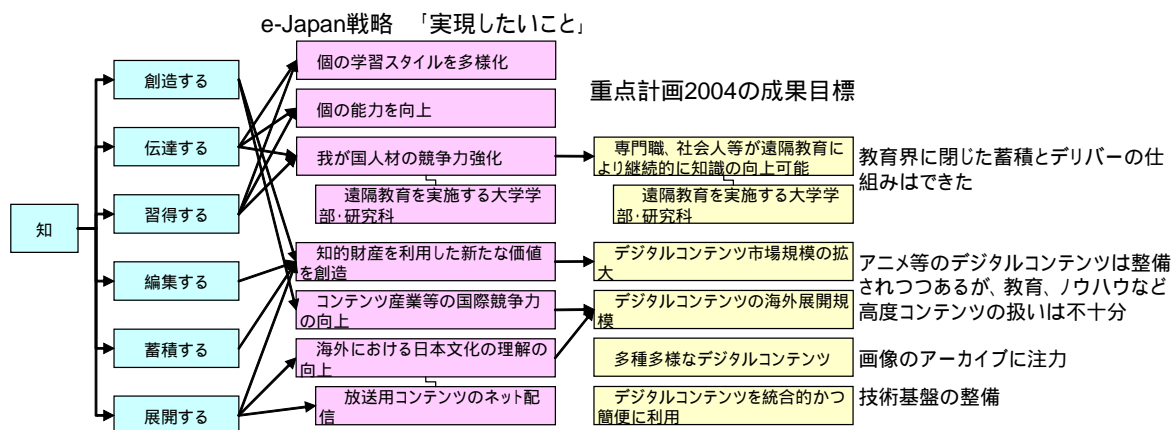 e-Japan戦略 「実現したいこと」
重点計画2004の成果目標
知
創造する
伝達する
習得する
編集する
蓄積する
展開する
個の学習スタイルを多様化
個の能力を向上
我が国人材の競争力強化
遠隔教育を実施する大学学
部・研究科
知的財産を利用した新たな価値
を創造
コンテンツ産業等の国際競争力
の向上
海外における日本文化の理解の
向上
放送用コンテンツのネット配
信
専門職、社会人等が遠隔教育に
より継続的に知識の向上可能
遠隔教育を実施する大学学
部・研究科
デジタルコンテンツ市場規模の拡
大
デジタルコンテンツの海外展開規
模
多種多様なデジタルコンテンツ
デジタルコンテンツを統合的かつ
簡便に利用
教育界に閉じた蓄積とデリバーの仕
組みはできた
アニメ等のデジタルコンテンツは整備
されつつあるが、教育、ノウハウなど
高度コンテンツの扱いは不十分
画像のアーカイブに注力
技術基盤の整備